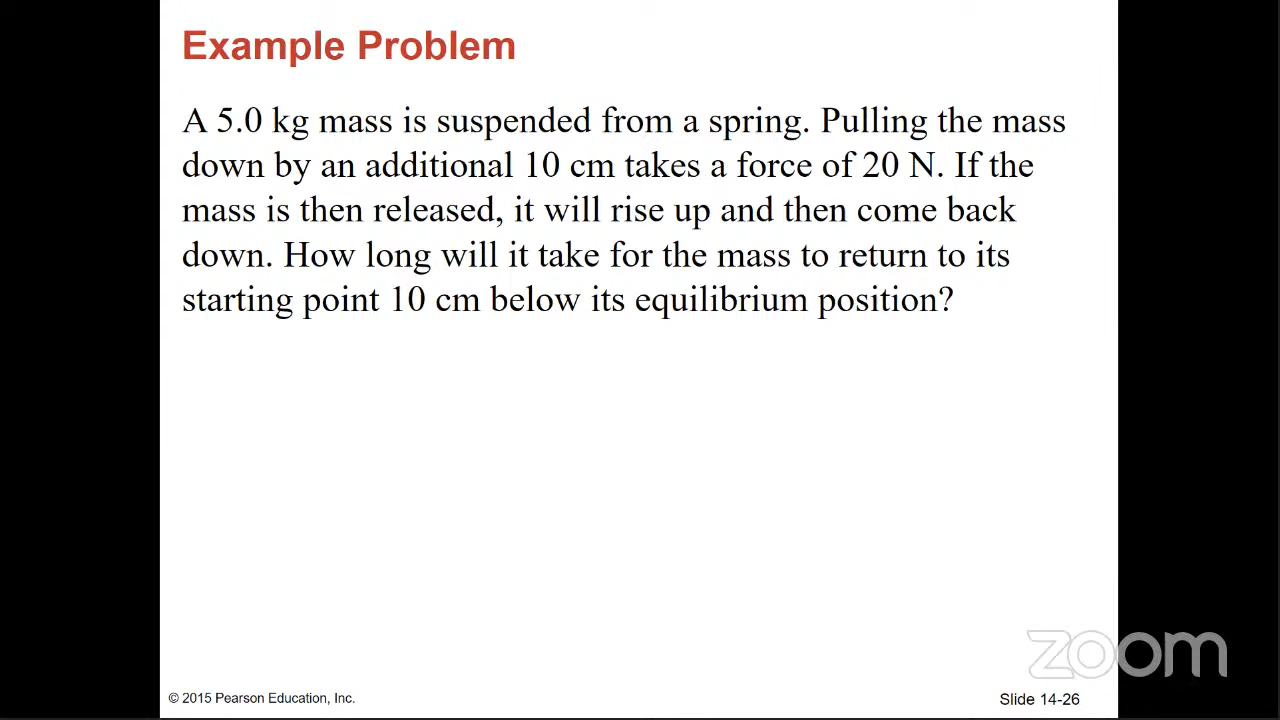 Example Problem
A 5.0 kg mass is suspended from a spring. Pulling the mass
down by an additional 10 cm takes a force of 20 N. If the
mass is then released, it will rise up and then come back
down. How long will it take for the mass to return to its
starting point 10 cm below its equilibrium position?
zoom
© 2015 Pearson Education, Inc.
Slide 14-26